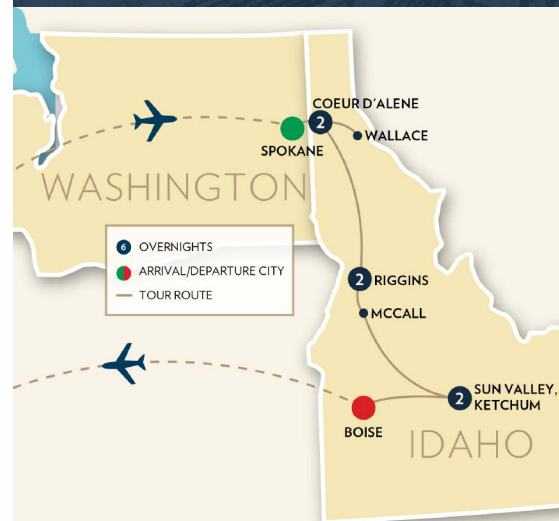 COEUR D'ALENE
2
WALLACE
SPOKANE
WASHINGTON
6 OVERNIGHTS
ARRIVAL/DEPARTURE CITY
TOUR ROUTE
2 RIGGINS
MCCALL
2 SUN VALLEY,
KETCHUM
BOISE
IDAHO